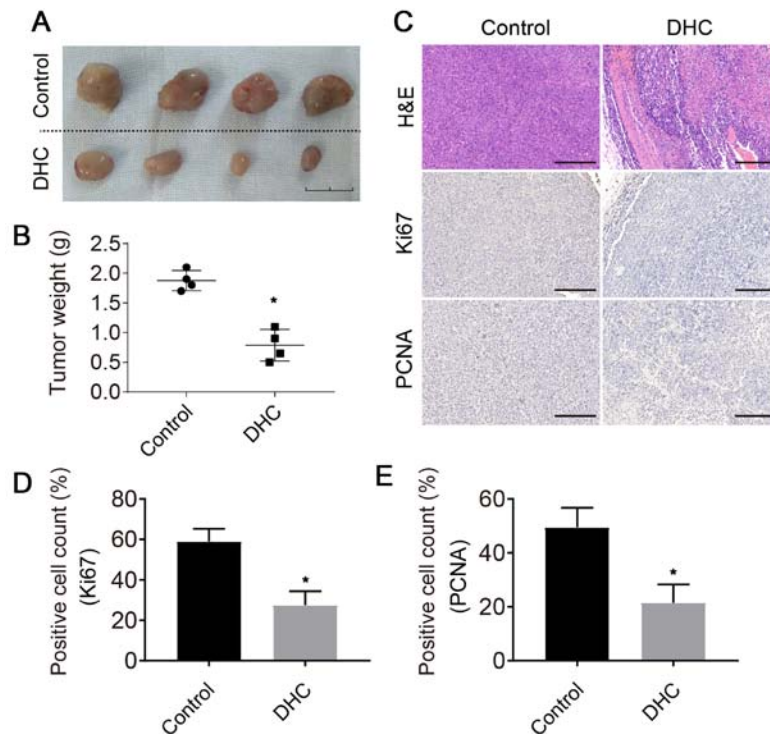 A
Control
DHC
B
Tumor weight (g)
2.5
2.0
1.5
1.0
0.5
0.0
*
Control
DHC
C
Control
DHC
H&E
Ki67
PCNA
D
Positive cell count (%)
(Ki67)
80
60
40
20
0
*
Control
DHC
E
Positive cell count (%)
(PCNA)
60
40
20
0
*
Control
DHC